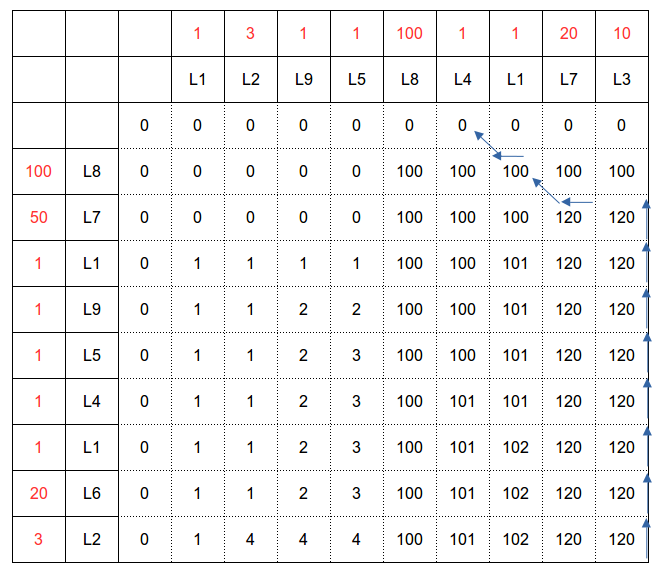 1 3 1 1 100 1 1 20 10
L1 L2 L9 L5 L8 L4 L1 L7 L3
0 0 0 0 0 0 0 0 0 0
100 L8 0 0 0 0 0 100 100 100 100 100
50 L7 0 0 0 0 0 100 100 100 120 120
1 L1 0 1 1 1 1 100 100 101 120 120
1 L9 0 1 1 2 2 100 100 101 120 120
1 L5 0 1 1 2 3 100 100 101 120 120
1 L4 0 1 1 2 3 100 101 101 120 120
1 L1 0 1 1 2 3 100 101 102 120 120
20 L6 0 1 1 2 3 100 101 102 120 120
3 L2 0 1 4 4 4 100 101 102 120 120